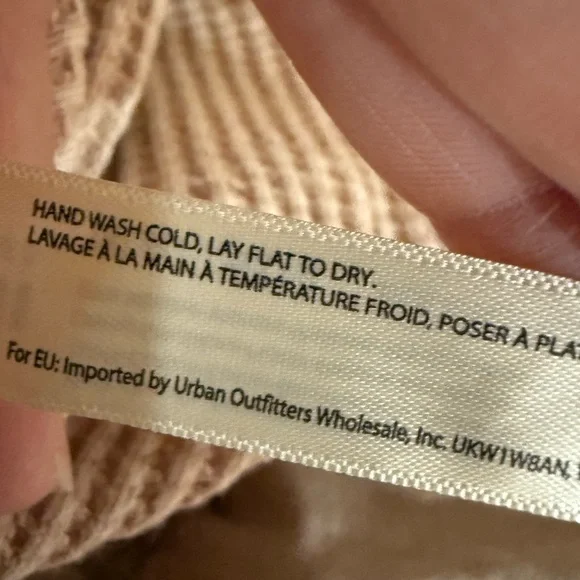 HAND WASH COLD, LAY FLAT TO DRY.
LAVAGE À LA MAIN À TEMPÉRATURE FROID, POSER À
For EU: Imported by Urban Outfitters Wholesale, Inc. UKW1W8AN,